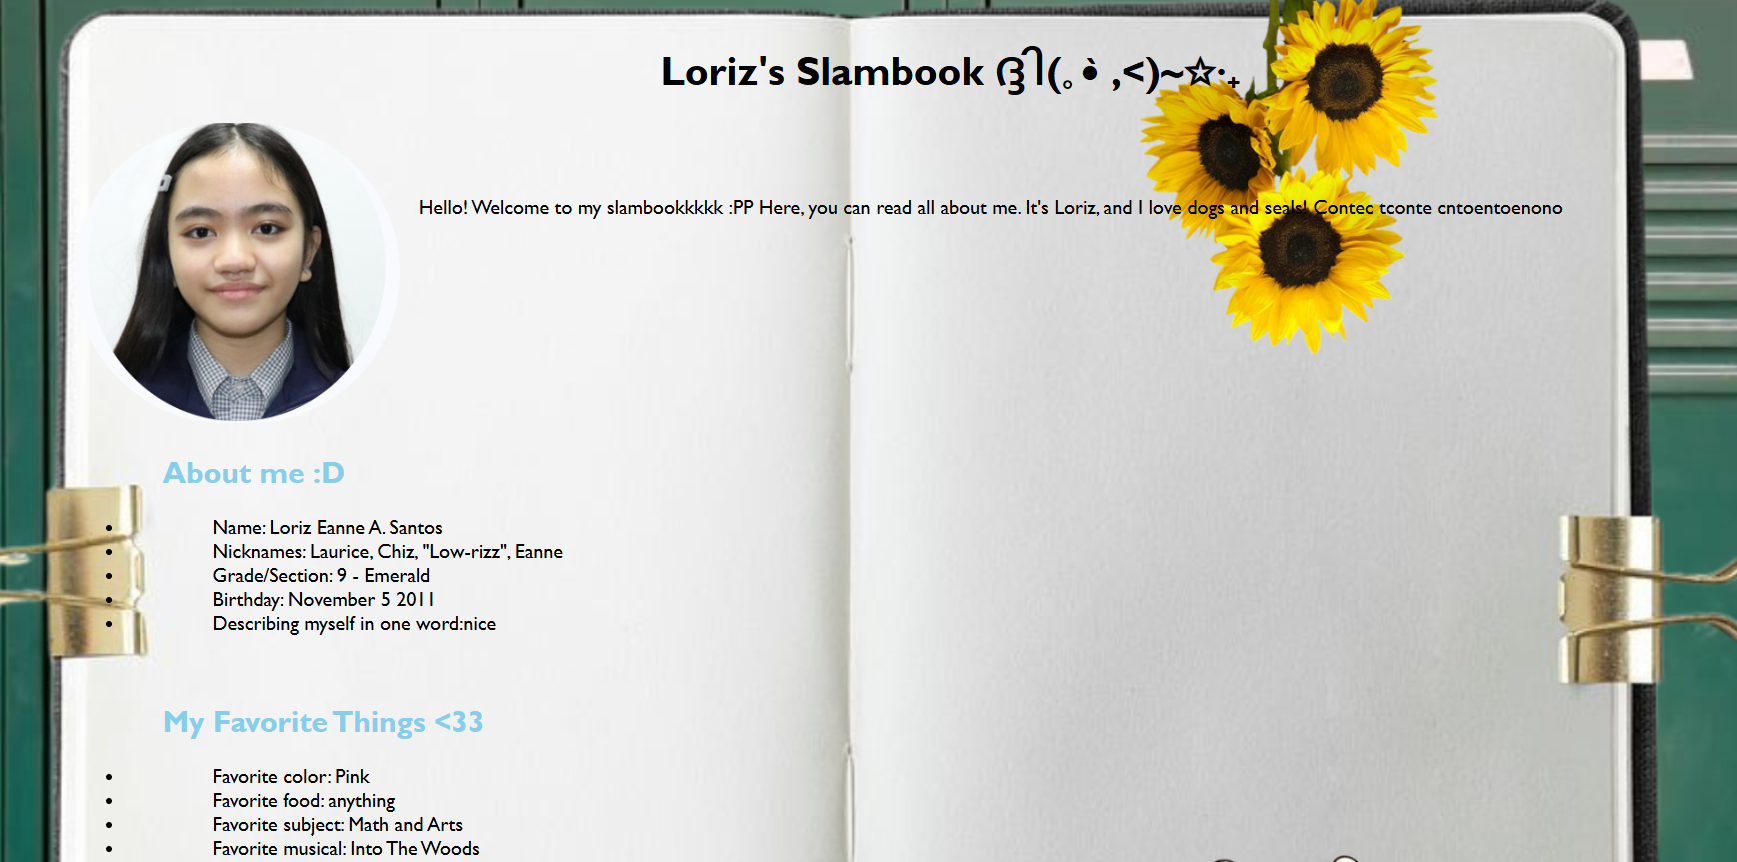 Loriz's Slambook ദ്ദി(｡•̀ ,<)~✩‧₊
Hello! Welcome to my slambookkkkk :PP Here, you can read all about me. It's Loriz, and I love dogs and seals! Contec tconte cntoentoenono
About me :D
• Name: Loriz Eanne A. Santos
• Nicknames: Laurice, Chiz, "Low-rizz", Eanne
• Grade/Section: 9 - Emerald
• Birthday: November 5 2011
• Describing myself in one word:nice
My Favorite Things <33
• Favorite color: Pink
• Favorite food: anything
• Favorite subject: Math and Arts
• Favorite musical: Into The Woods